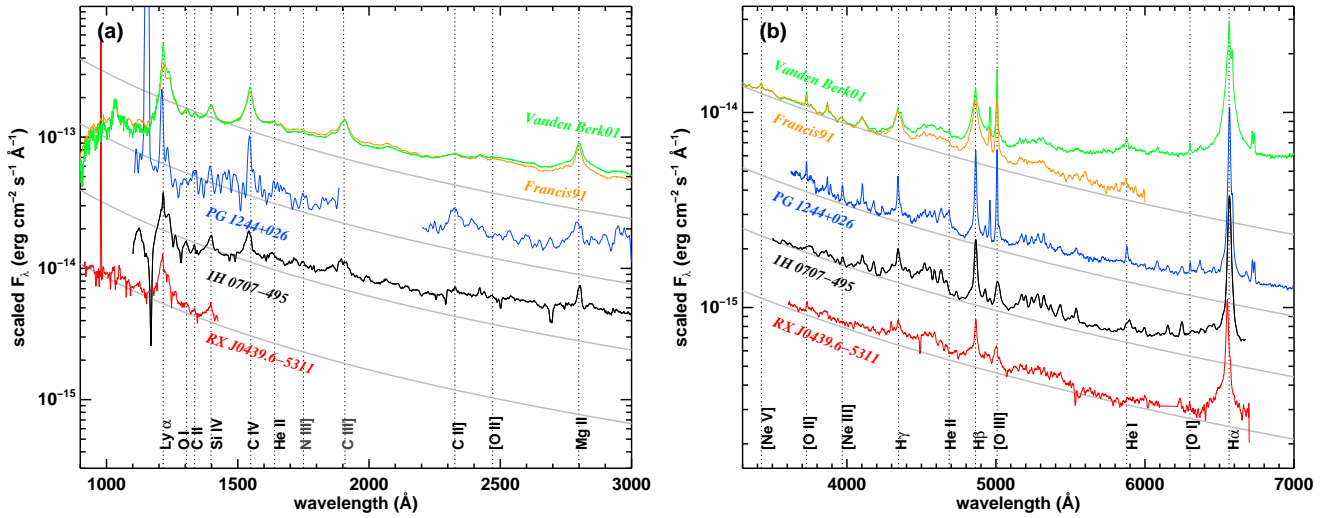 (a)
scaled Fλ (erg cm⁻² s⁻¹ Å⁻¹)
10⁻¹³
10⁻¹⁴
10⁻¹⁵
Vanden Berk01
Francis91
PG 1244+026
1H 0707–495
RX J0439.6–5311
Ly α
O I
C II
Si IV
C IV
He II
N III]
C III]
C II]
[O II]
Mg II
1000 1500 2000 2500 3000
wavelength (Å)
(b)
scaled Fλ (erg cm⁻² s⁻¹ Å⁻¹)
10⁻¹⁴
10⁻¹⁵
Vanden Berk01
Francis91
PG 1244+026
1H 0707–495
RX J0439.6–5311
[Ne V]
[O II]
[Ne III]
Hγ
He II
Hβ
[O III]
He I
[O I]
Hα
4000 5000 6000 7000
wavelength (Å)